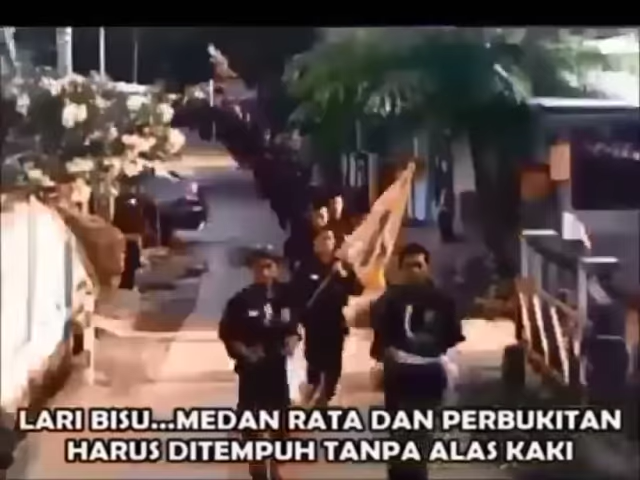 LARI BISU...MEDAN RATA DAN PERBUKITAN
HARUS DITEMPUH TANPA ALAS KAKI